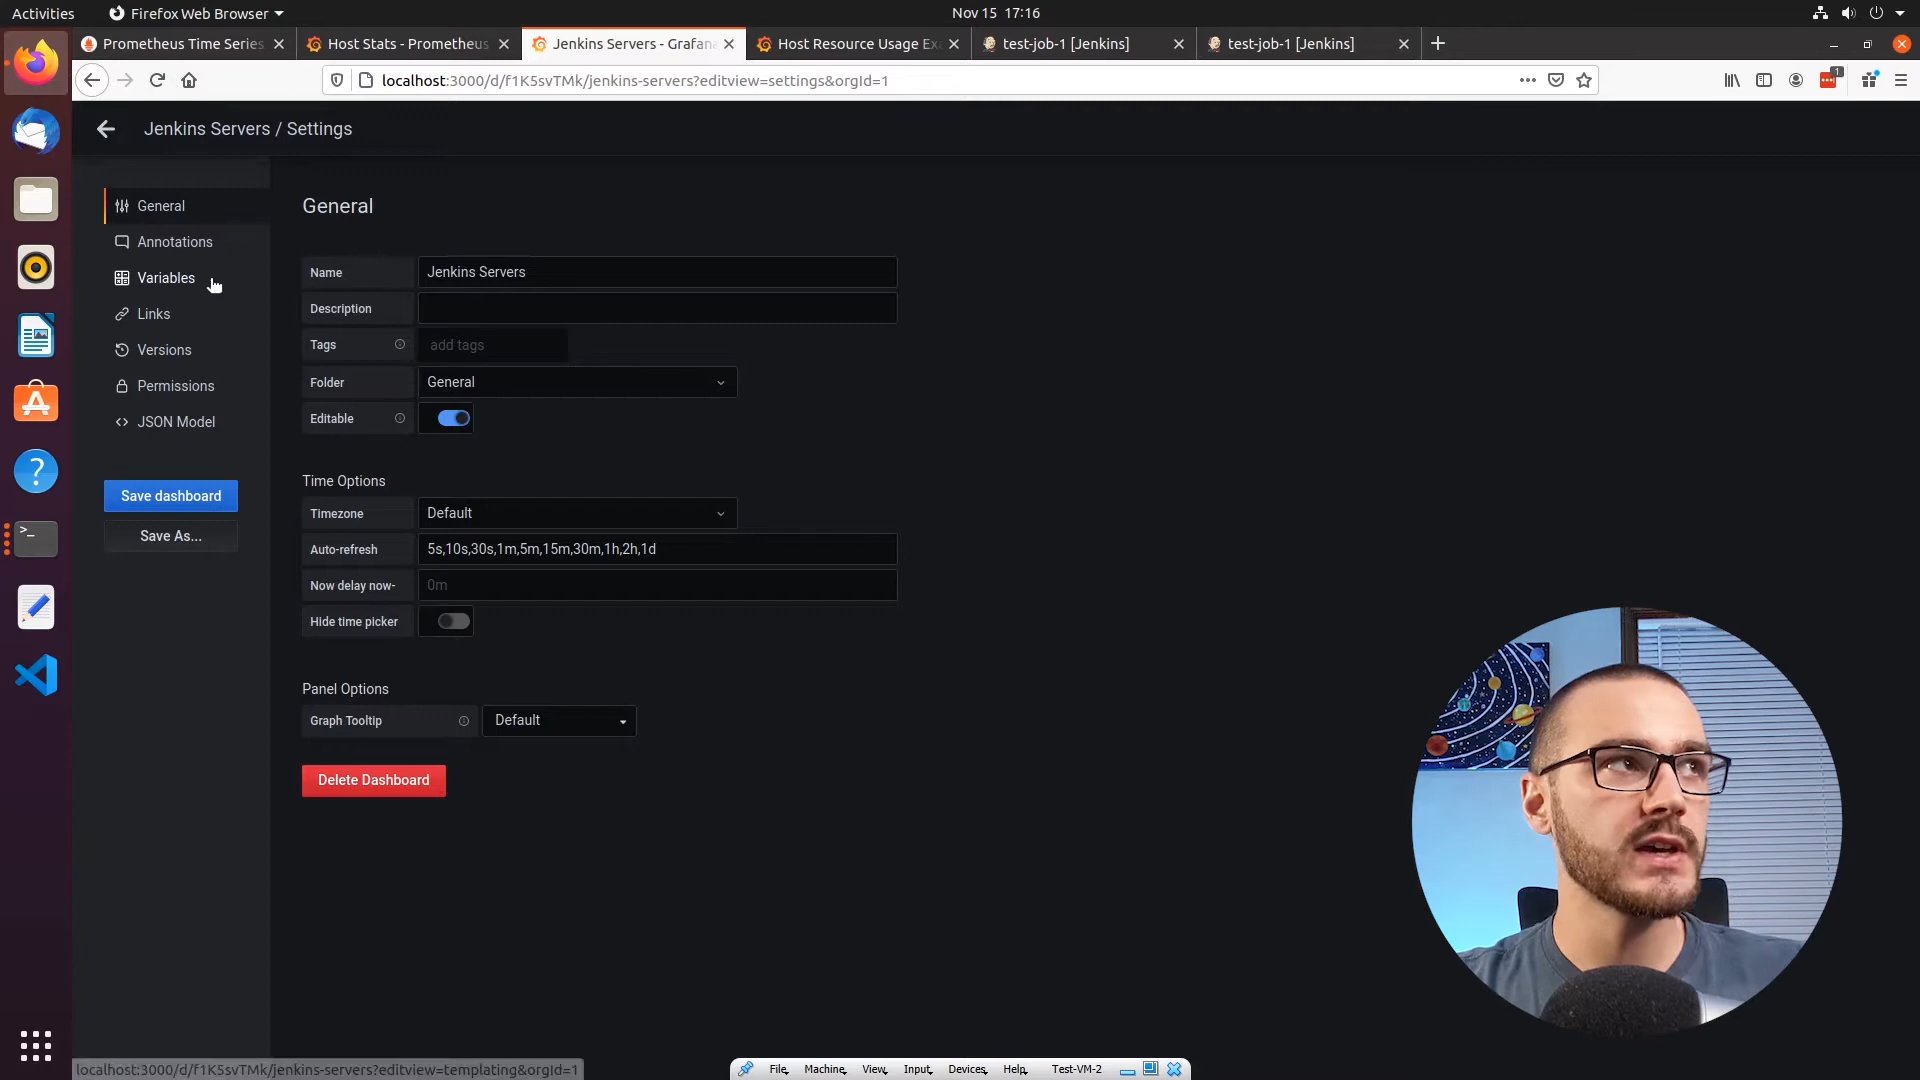 Activities
Firefox Web Browser
Nov 15 17:16
Prometheus Time Series
Host Stats - Prometheus
Jenkins Servers - Grafana
Host Resource Usage Ex
test-job-1 [Jenkins]
test-job-1 [Jenkins]
localhost:3000/d/f1K5svTMk/jenkins-servers?editview=settings&orgId=1
1
Jenkins Servers / Settings
General
Annotations
Variables
Links
Versions
Permissions
JSON Model
Save dashboard
Save As...
General
Name
Jenkins Servers
Description
Tags
add tags
Folder
General
Editable
Time Options
Timezone
Default
Auto-refresh
5s,10s,30s,1m,5m,15m,30m,1h,2h,1d
Now delay now-
0m
Hide time picker
Panel Options
Graph Tooltip
Default
Delete Dashboard
localhost:3000/d/f1K5svTMk/jenkins-servers?editview=templating&orgId=1
File
Machine
View
Input
Devices
Help
Test-VM-2